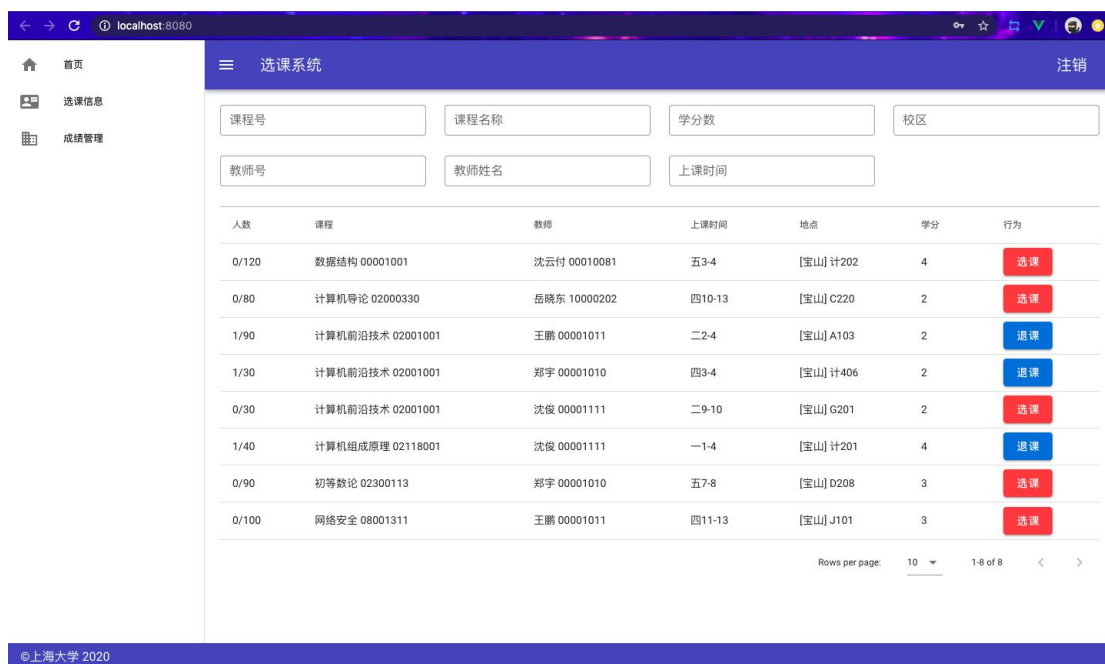 localhost:8080
首页
选课信息
成绩管理
选课系统 注销
课程号 课程名称 学分数 校区
教师号 教师姓名 上课时间
人数 课程 教师 上课时间 地点 学分 行为
0/120 数据结构 00001001 沈云付 00010081 五3-4 [宝山] 计202 4 选课
0/80 计算机导论 02000330 岳晓东 10000202 四10-13 [宝山] C220 2 选课
1/90 计算机前沿技术 02001001 王鹏 00001011 二2-4 [宝山] A103 2 退课
1/30 计算机前沿技术 02001001 郑宇 00001010 四3-4 [宝山] 计406 2 退课
0/30 计算机前沿技术 02001001 沈俊 00001111 二9-10 [宝山] G201 2 选课
1/40 计算机组成原理 02118001 沈俊 00001111 一1-4 [宝山] 计201 4 退课
0/90 初等数论 02300113 郑宇 00001010 五7-8 [宝山] D208 3 选课
0/100 网络安全 08001311 王鹏 00001011 四11-13 [宝山] J101 3 选课
Rows per page: 10 1-8 of 8
©上海大学 2020